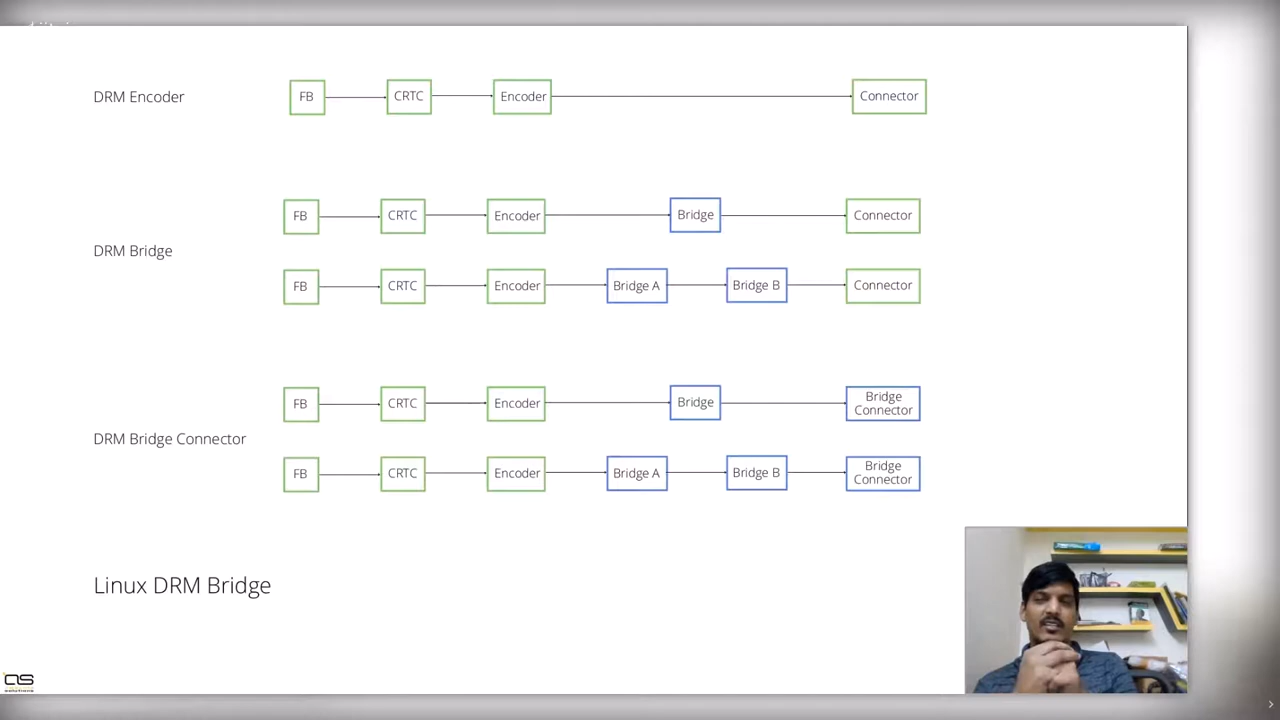 DRM Encoder
FB
CRTC
Encoder
Connector
FB
CRTC
Encoder
Bridge
Connector
DRM Bridge
FB
CRTC
Encoder
Bridge A
Bridge B
Connector
FB
CRTC
Encoder
Bridge
Bridge
Connector
DRM Bridge Connector
FB
CRTC
Encoder
Bridge A
Bridge B
Bridge
Connector
Linux DRM Bridge
as
solutions